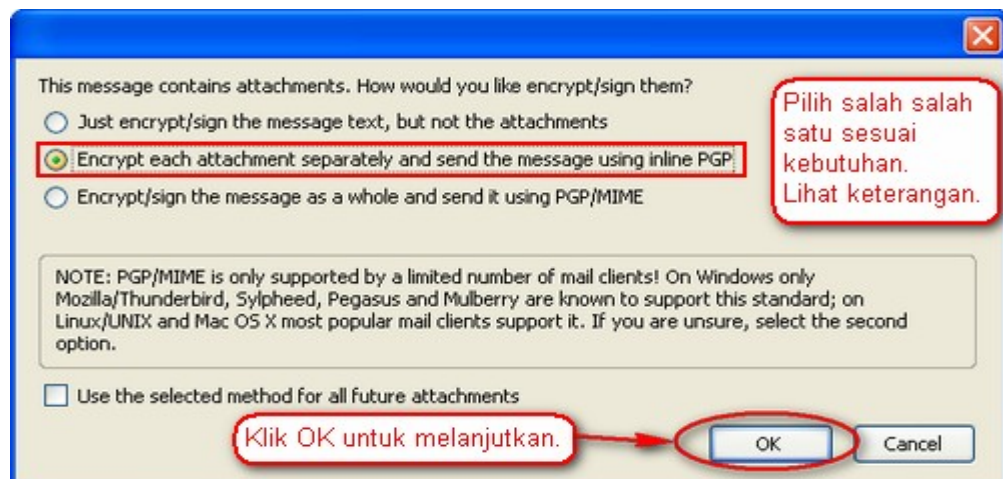 This message contains attachments. How would you like encrypt/sign them?
Just encrypt/sign the message text, but not the attachments
Encrypt each attachment separately and send the message using inline PGP
Encrypt/sign the message as a whole and send it using PGP/MIME
Pilih salah salah
satu sesuai
kebutuhan.
Lihat keterangan.
NOTE: PGP/MIME is only supported by a limited number of mail clients! On Windows only
Mozilla/Thunderbird, Sylpheed, Pegasus and Mulberry are known to support this standard; on
Linux/UNIX and Mac OS X most popular mail clients support it. If you are unsure, select the second
option.
Use the selected method for all future attachments
Klik OK untuk melanjutkan.
OK
Cancel